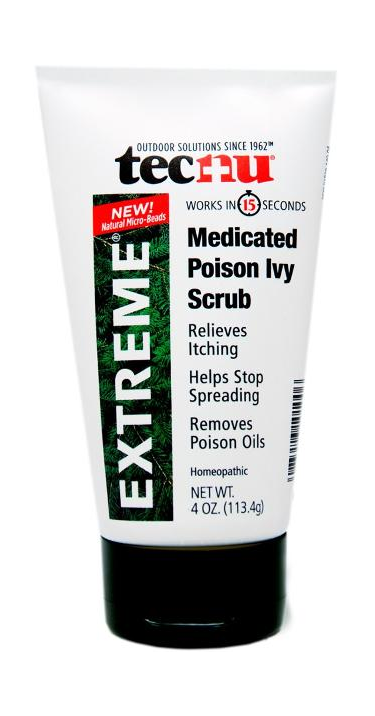 OUTDOOR SOLUTIONS SINCE 1962™
tecnu®
WORKS IN 15 SECONDS
NEW!
Natural Micro-Beads
EXTREME®
Medicated
Poison Ivy
Scrub
Relieves
Itching
Helps Stop
Spreading
Removes
Poison Oils
Homeopathic
NET WT.
4 OZ. (113.4g)